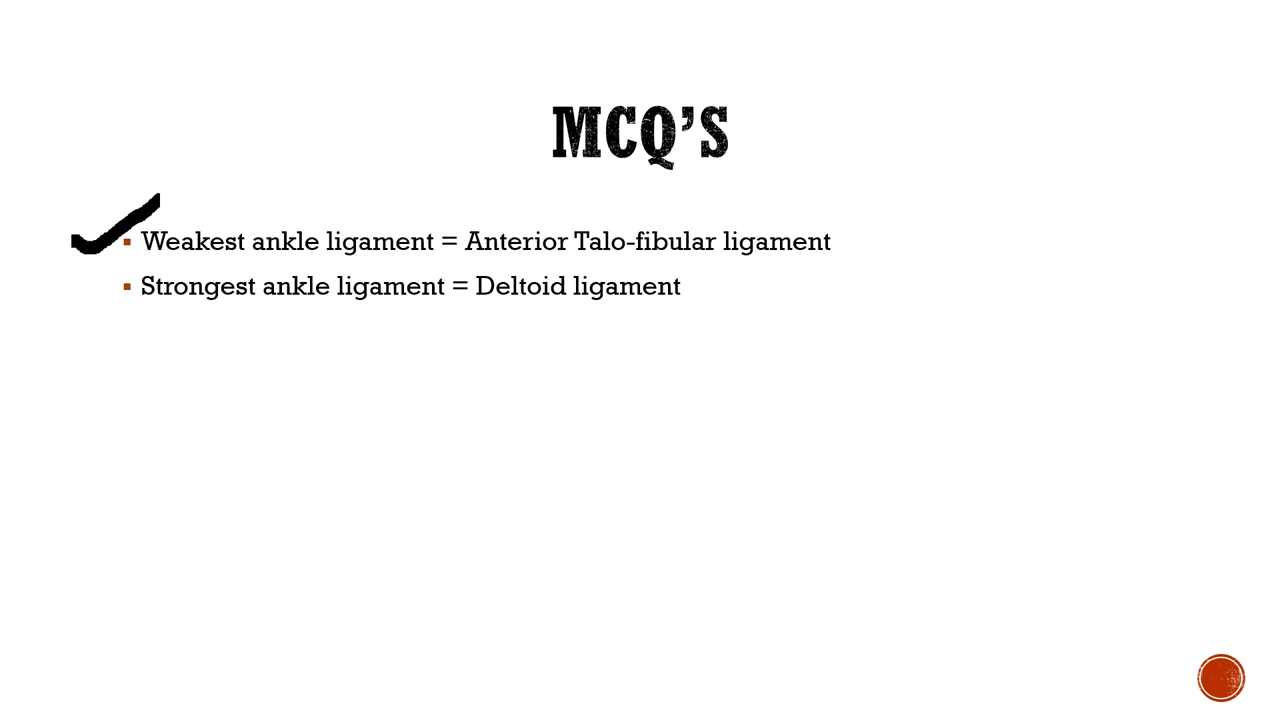 MCQ’S
Weakest ankle ligament = Anterior Talo-fibular ligament
Strongest ankle ligament = Deltoid ligament